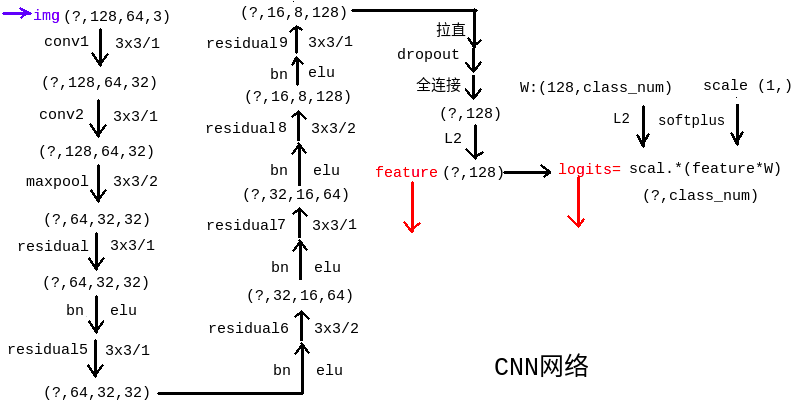 img (?,128,64,3)
conv1 3x3/1
(?,128,64,32)
conv2 3x3/1
(?,128,64,32)
maxpool 3x3/2
(?,64,32,32)
residual 3x3/1
(?,64,32,32)
bn elu
residual5 3x3/1
(?,64,32,32)
bn elu
residual6 3x3/2
(?,32,16,64)
bn elu
residual7 3x3/1
(?,32,16,64)
bn elu
residual8 3x3/2
(?,16,8,128)
bn elu
residual9 3x3/1
(?,16,8,128)
拉直
dropout
全连接
(?,128)
L2
feature (?,128)
W:(128,class_num) scale (1,)
L2 softplus
logits= scal.*(feature*W)
(?,class_num)
CNN网络